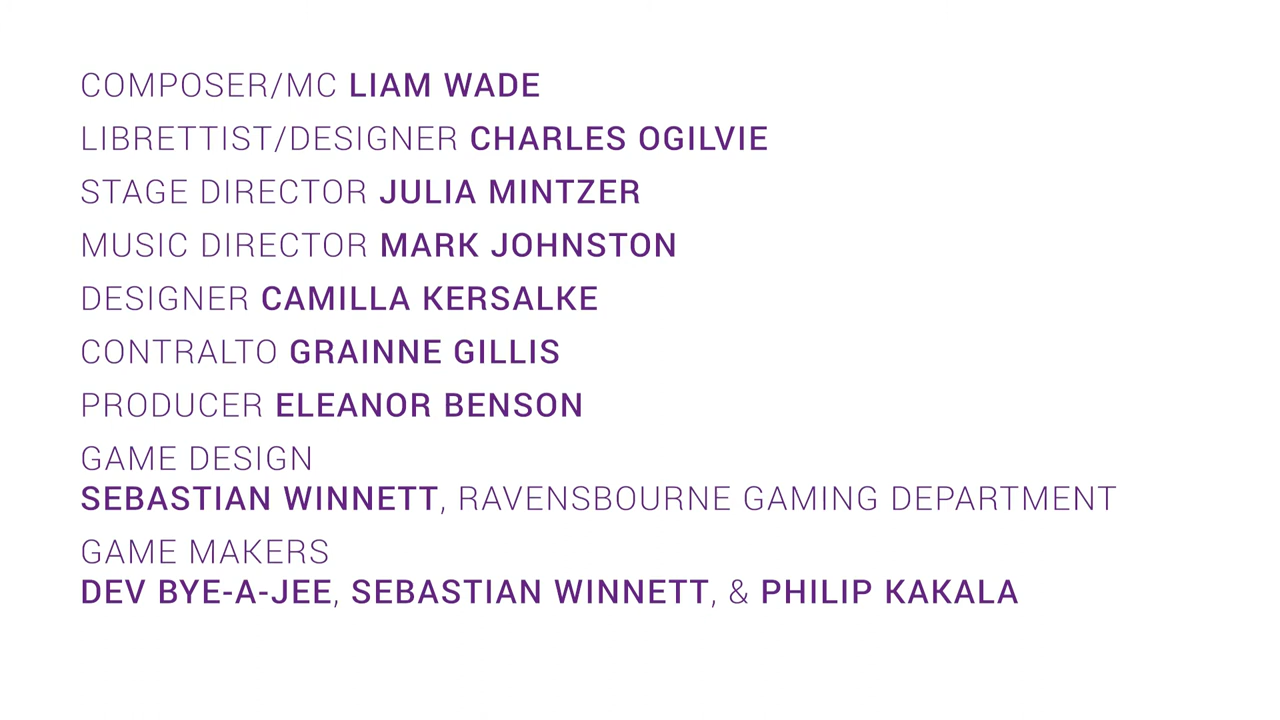 COMPOSER/MC LIAM WADE
LIBRETTIST/DESIGNER CHARLES OGILVIE
STAGE DIRECTOR JULIA MINTZER
MUSIC DIRECTOR MARK JOHNSTON
DESIGNER CAMILLA KERSALKE
CONTRALTO GRAINNE GILLIS
PRODUCER ELEANOR BENSON
GAME DESIGN
SEBASTIAN WINNETT, RAVENSBOURNE GAMING DEPARTMENT
GAME MAKERS
DEV BYE-A-JEE, SEBASTIAN WINNETT, & PHILIP KAKALA